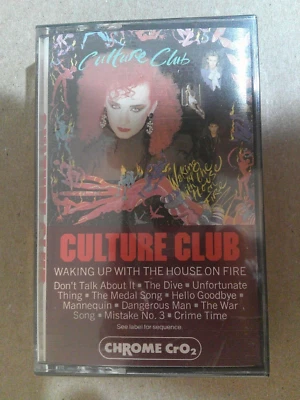 Culture Club
Waking
Up With
The House
On Fire
CULTURE CLUB
WAKING UP WITH THE HOUSE ON FIRE
Don't Talk About It ▪ The Dive ▪ Unfortunate
Thing ▪ The Medal Song ▪ Hello Goodbye ▪
Mannequin ▪ Dangerous Man ▪ The War
Song ▪ Mistake No. 3 ▪ Crime Time
See label for sequence.
CHROME CrO₂